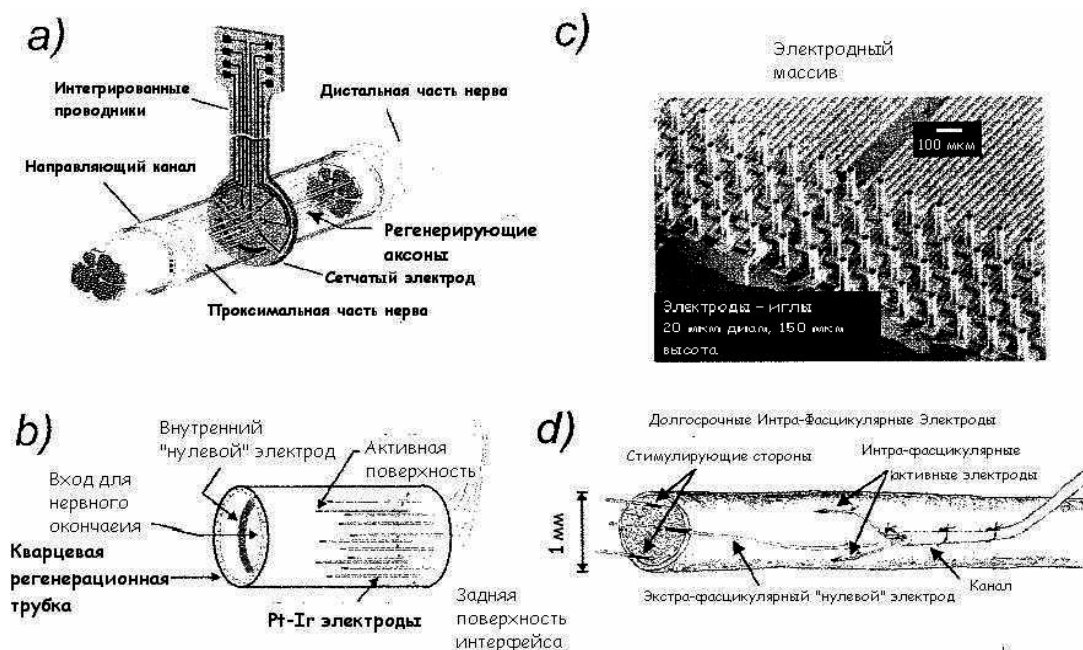 a)
Интегрированные
проводники
Дистальная часть нерва
Направляющий канал
Регенерирующие
аксоны
Сетчатый электрод
Проксимальная часть нерва
c)
Электродный
массив
100 мкм
Электроды – иглы
20 мкм диам, 150 мкм
высота
b)
Внутренний
"нулевой" электрод
Активная
поверхность
Вход для
нервного
окончаеия
Кварцевая
регенерационная
трубка
Pt-Ir электроды
Задняя
поверхность
интерфейса
d)
Долгосрочные Интра-Фасцикулярные Электроды
Стимулирующие стороны
Интра-фасцикулярные
активные электроды
1 мм
Экстра-фасцикулярный "нулевой" электрод
Канал